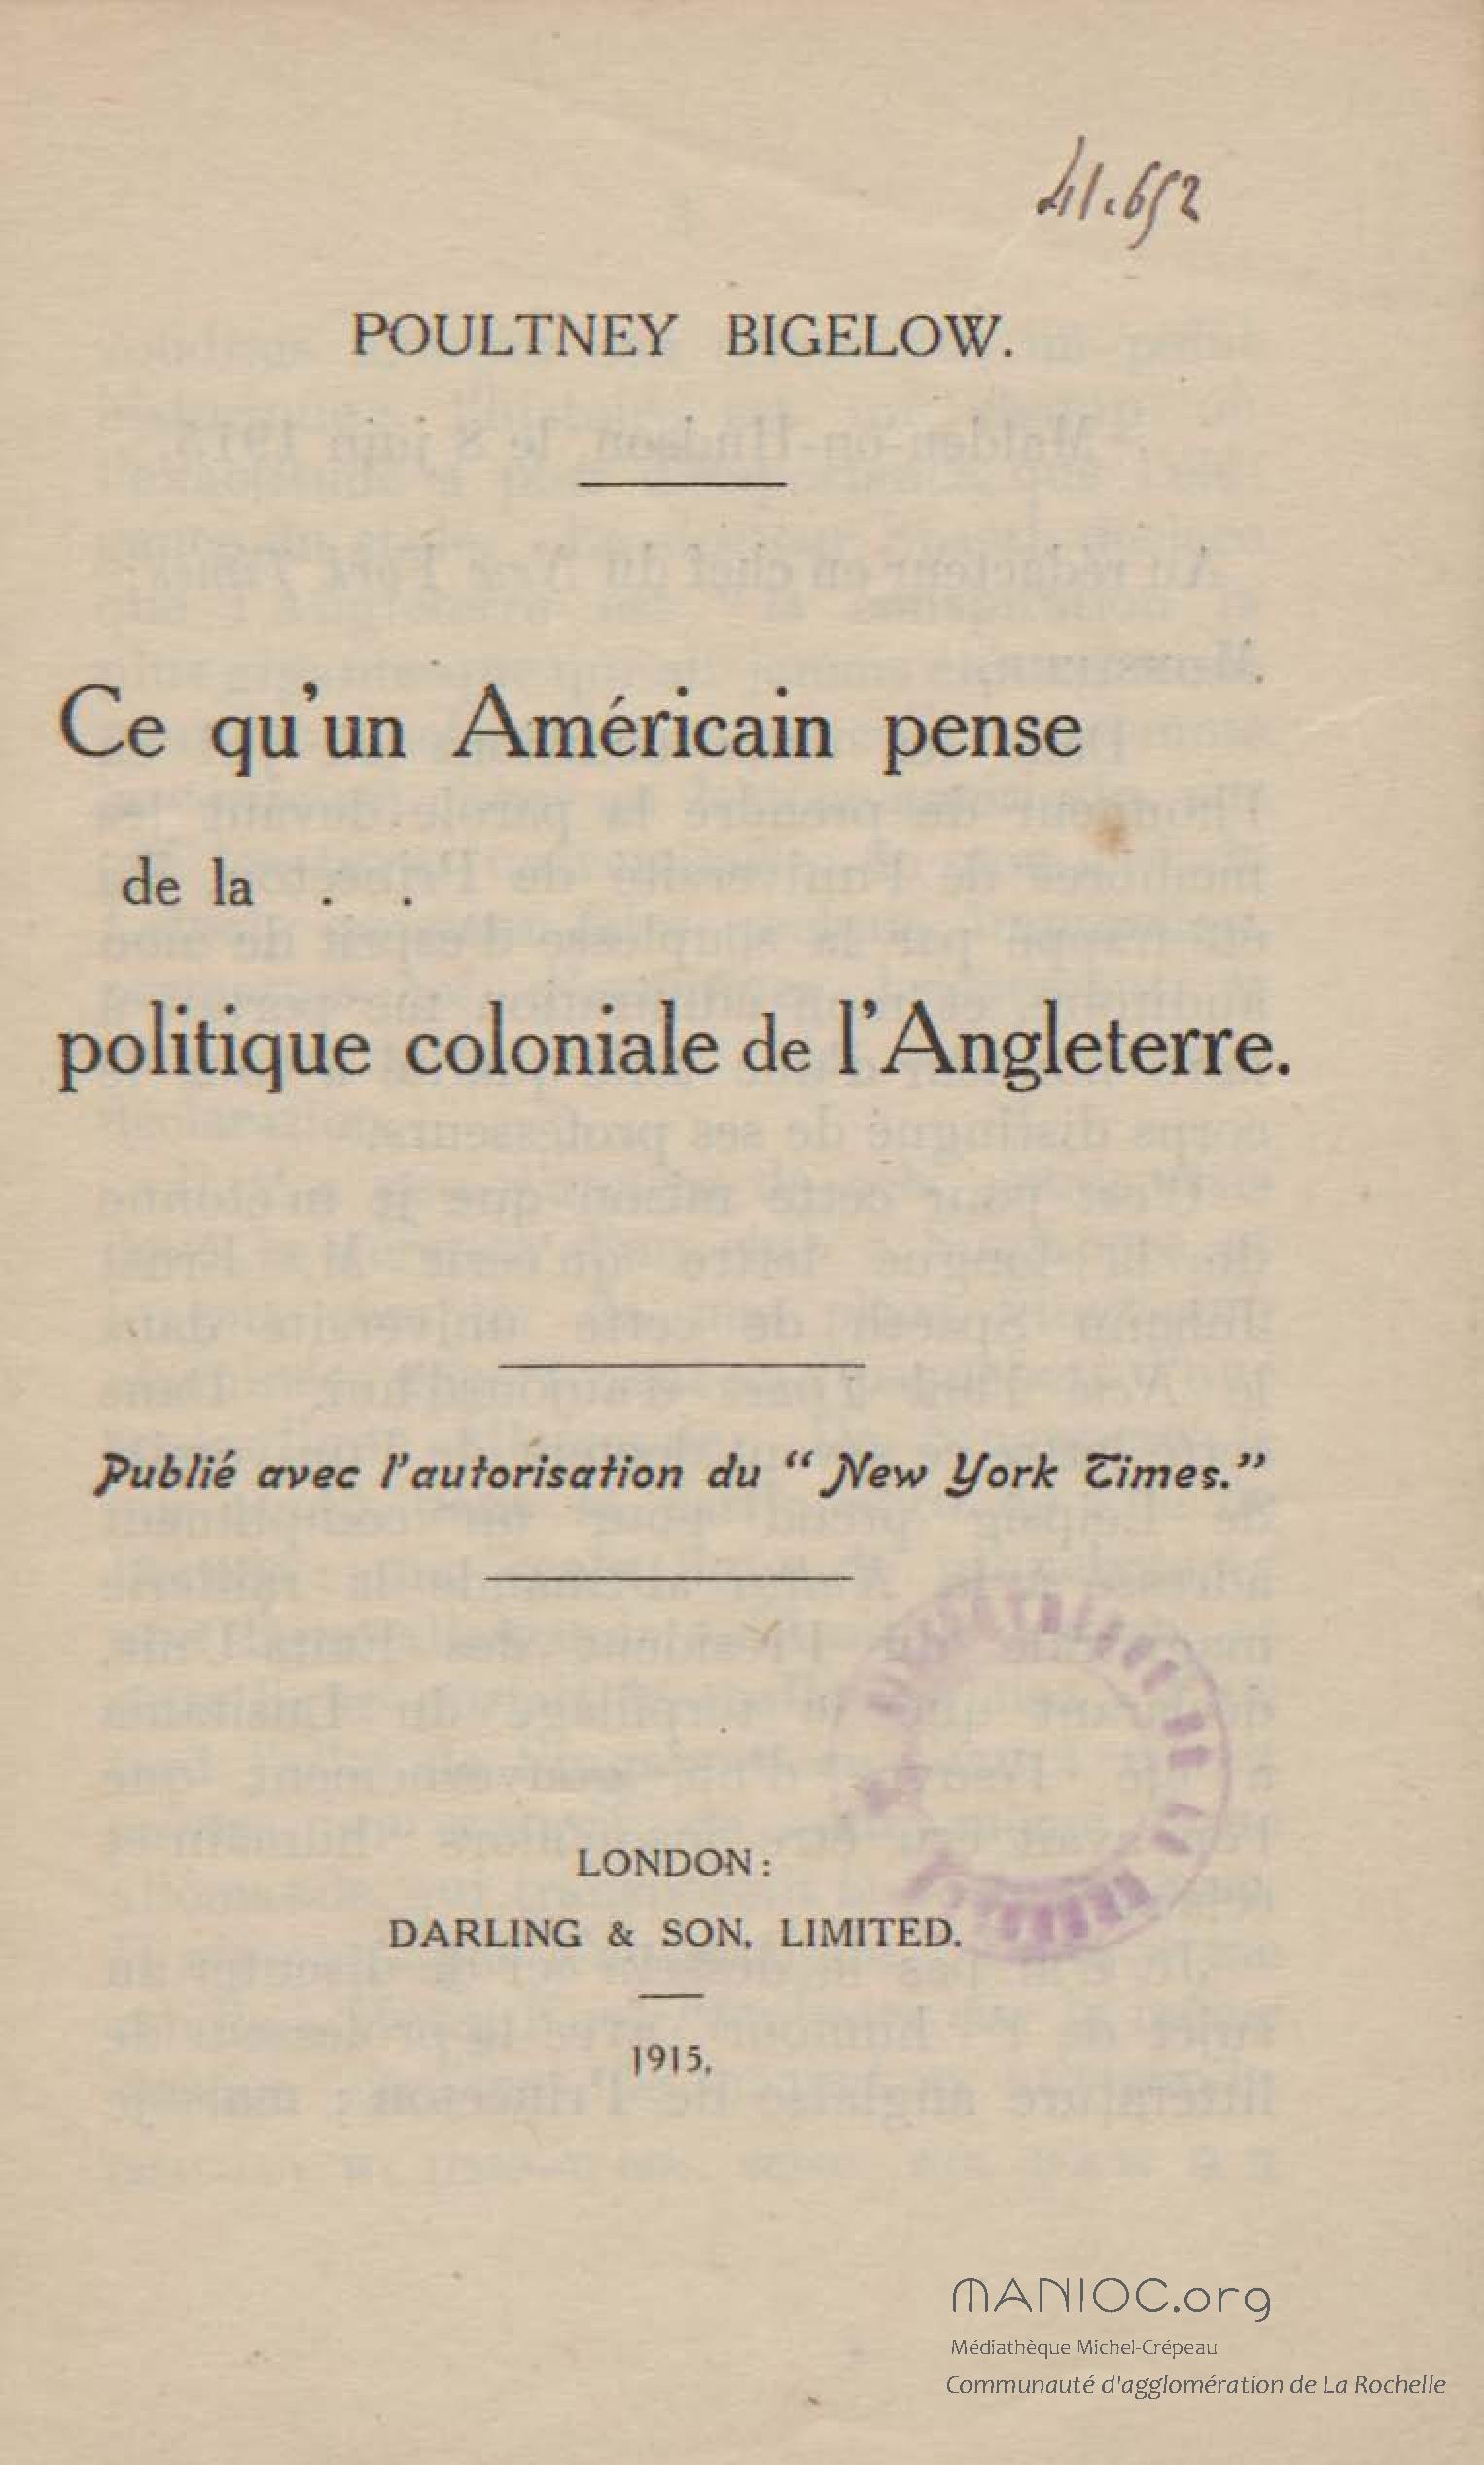 41.652
POULTNEY BIGELOW.
Ce qu'un Américain pense
de la . .
politique coloniale de l'Angleterre.
Publié avec l'autorisation du “ New York Times.”
LONDON:
DARLING & SON, LIMITED.
1915.
MANIOC.org
Médiathèque Michel-Crépeau
Communauté d'agglomération de La Rochelle